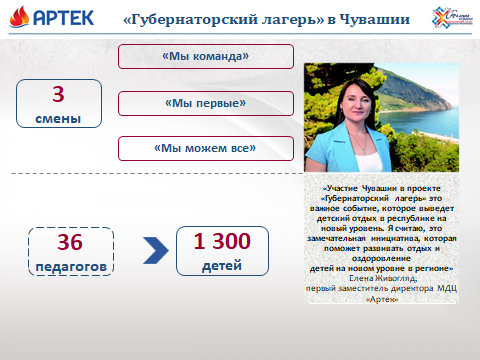 АРТЕК
«Губернаторский лагерь» в Чувашии
«Мы команда»
3
смены
«Мы первые»
«Мы можем все»
36
педагогов
1 300
детей
«Участие Чувашии в проекте
«Губернаторский лагерь» это
важное событие, которое выведет
детский отдых в республике на
новый уровень. Я считаю, это
замечательная инициатива, которая
поможет развивать отдых и
оздоровление
детей на новом уровне в регионе»
Елена Живогляд,
первый заместитель директора МДЦ
«Артек»